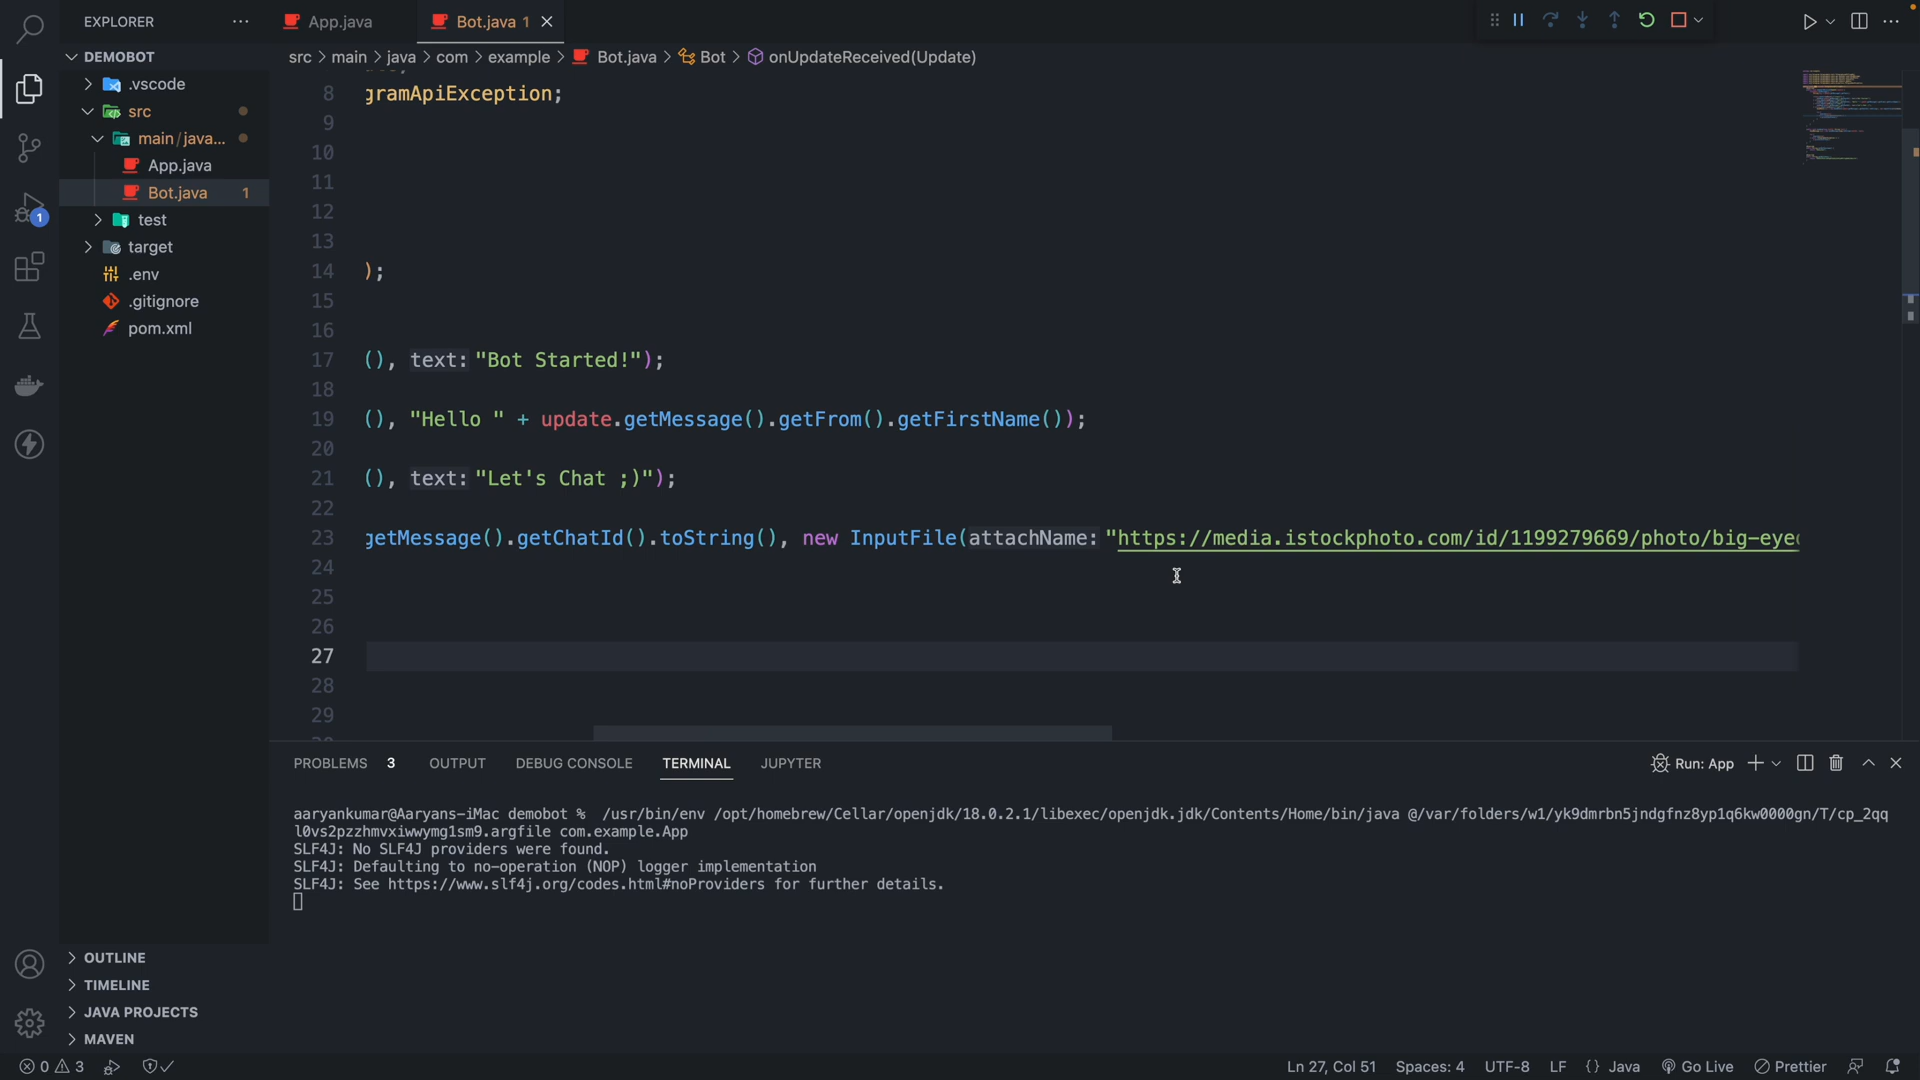 EXPLORER
App.java
Bot.java 1
DEMOBOT
src > main > java > com > example > Bot.java > Bot > onUpdateReceived(Update)
.vscode
src
main/java...
App.java
Bot.java 1
test
target
.env
.gitignore
pom.xml
1
8 gramApiException;
9
10
11
12
13
14 );
15
16
17 (), text: "Bot Started!");
18
19 (), "Hello " + update.getMessage().getFrom().getFirstName());
20
21 (), text: "Let's Chat ;)");
22
23 getMessage().getChatId().toString(), new InputFile(attachName: "https://media.istockphoto.com/id/1199279669/photo/big-eye
24
25
26
27
28
29
PROBLEMS 3 OUTPUT DEBUG CONSOLE TERMINAL JUPYTER
Run: App
aaryankumar@Aaryans-iMac demobot % /usr/bin/env /opt/homebrew/Cellar/openjdk/18.0.2.1/libexec/openjdk.jdk/Contents/Home/bin/java @/var/folders/w1/yk9dmrbn5jndgfnz8yp1q6kw0000gn/T/cp_2qq
l0vs2pzzhmvxiwwymg1sm9.argfile com.example.App
SLF4J: No SLF4J providers were found.
SLF4J: Defaulting to no-operation (NOP) logger implementation
SLF4J: See https://www.slf4j.org/codes.html#noProviders for further details.
OUTLINE
TIMELINE
JAVA PROJECTS
MAVEN
0 3
Ln 27, Col 51 Spaces: 4 UTF-8 LF {} Java Go Live Prettier